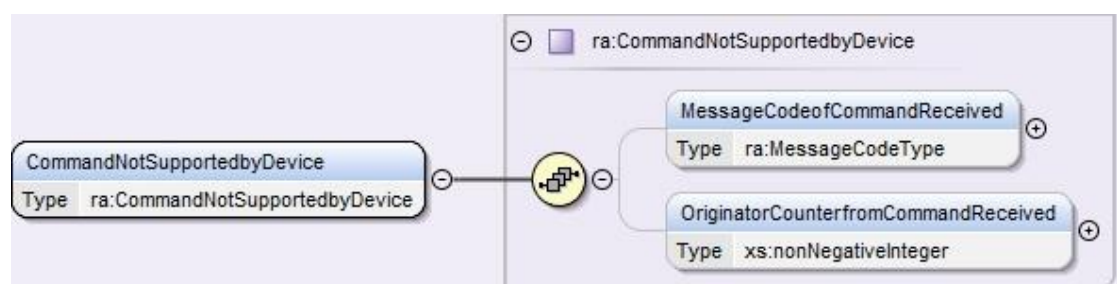 ra:CommandNotSupportedbyDevice
MessageCodeofCommandReceived
Type ra:MessageCodeType
CommandNotSupportedbyDevice
Type ra:CommandNotSupportedbyDevice
OriginatorCounterfromCommandReceived
Type xs:nonNegativeInteger